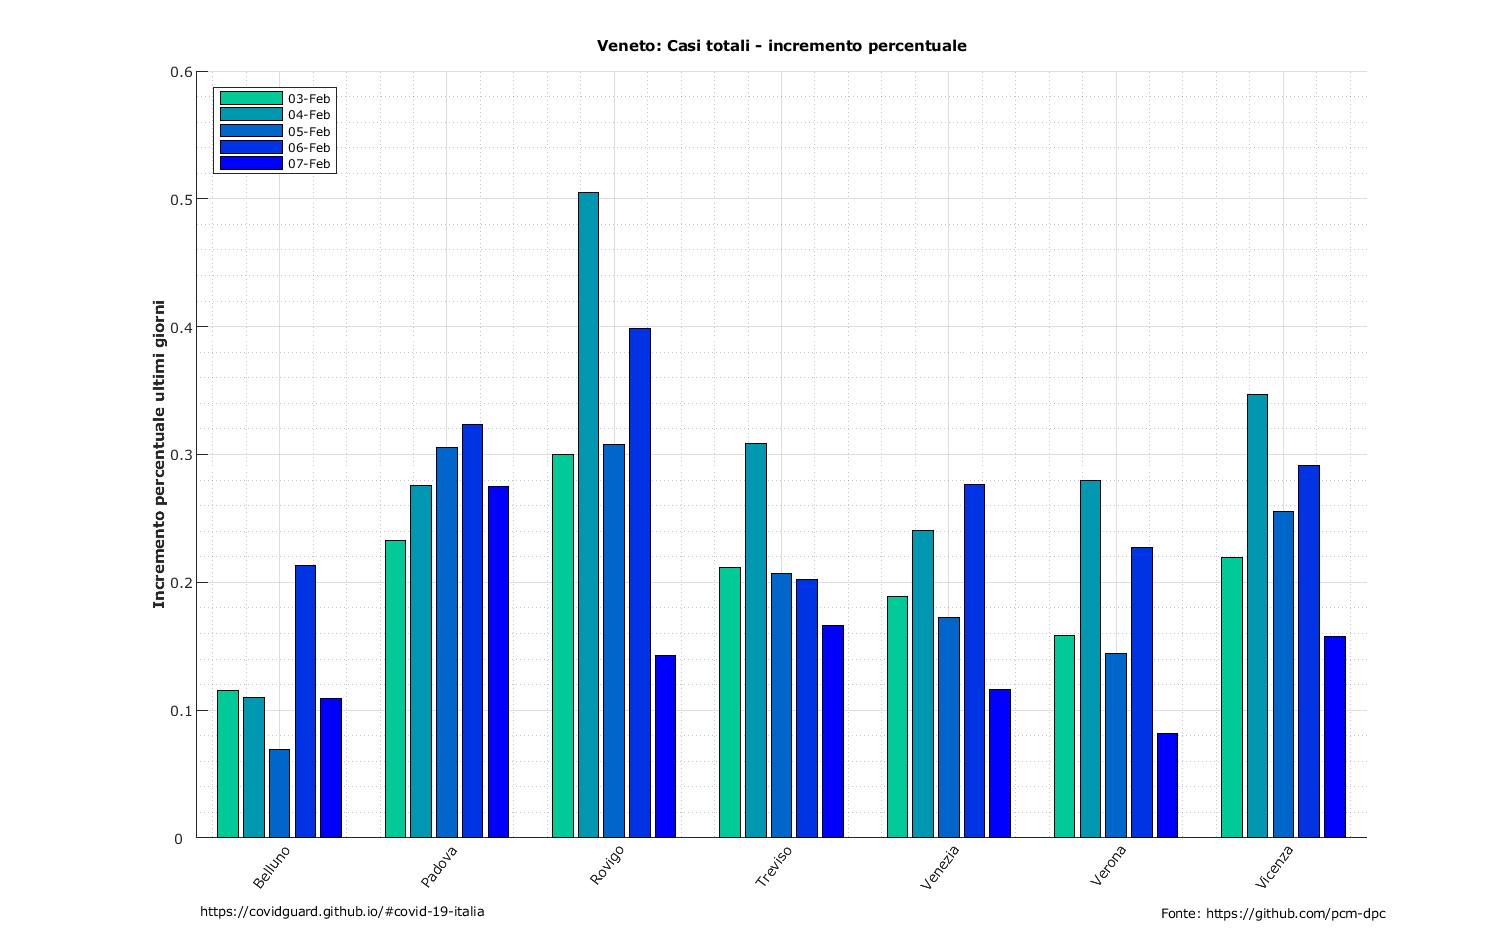 Veneto: Casi totali - incremento percentuale
03-Feb
04-Feb
05-Feb
06-Feb
07-Feb
Incremento percentuale ultimi giorni
0.6
0.5
0.4
0.3
0.2
0.1
0
Belluno
Padova
Rovigo
Treviso
Venezia
Verona
Vicenza
https://covidguard.github.io/#covid-19-italia
Fonte: https://github.com/pcm-dpc